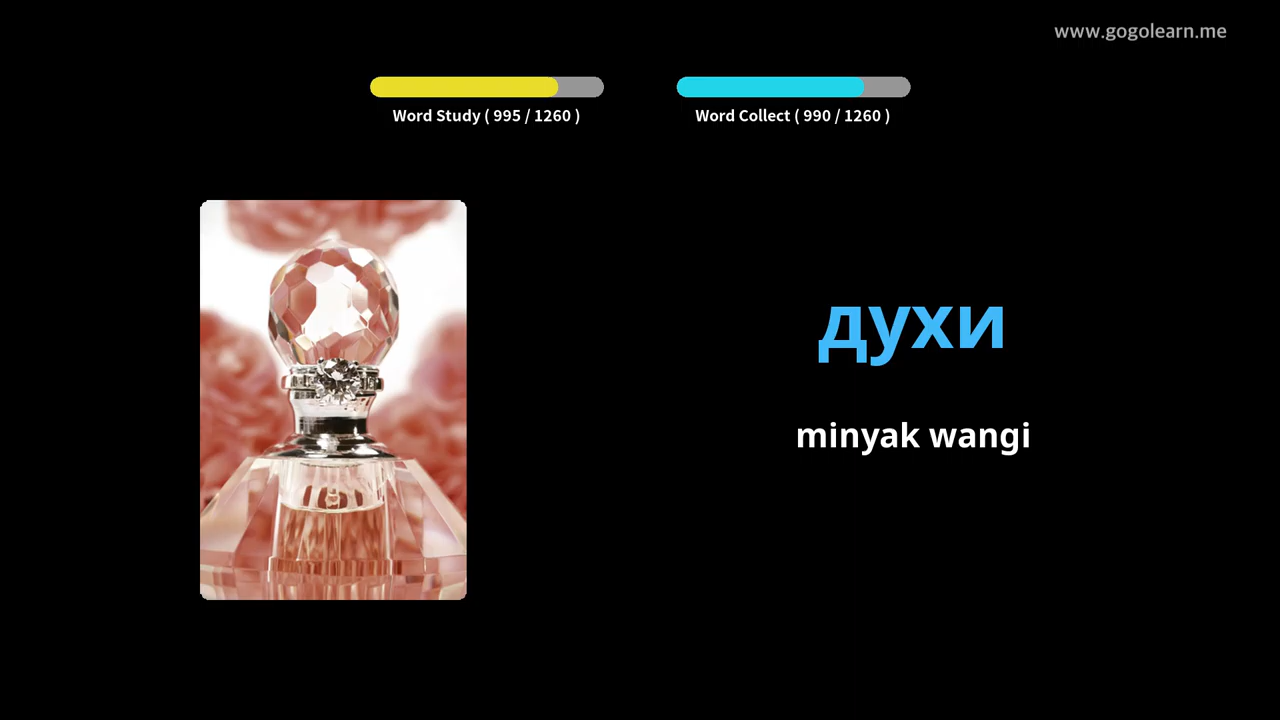 www.gogolearn.me
Word Study ( 995 / 1260 )
Word Collect ( 990 / 1260 )
духи
minyak wangi